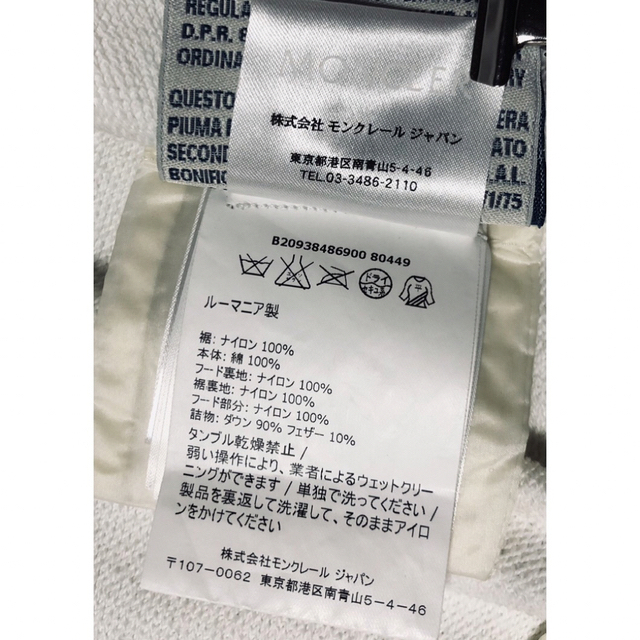 REGULA
D.P.R. &
ORDINA
QUESTO
PIUMA
SECOND
BONIFIC
ERA
ATO
A.L.
1/75
MONCLER
株式会社 モンクレール ジャパン
東京都港区南青山5-4-46
TEL.03-3486-2110
B20938486900 80449
ドライ
セキユ系
ルーマニア製
裾: ナイロン 100%
本体: 綿 100%
フード裏地: ナイロン 100%
裾裏地: ナイロン 100%
フード部分: ナイロン 100%
詰物: ダウン 90% フェザー 10%
タンブル乾燥禁止 /
弱い操作により、業者によるウェットクリー
ニングができます / 単独で洗ってください /
製品を裏返して洗濯して、そのままアイロ
ンをかけてください
株式会社モンクレール ジャパン
〒107-0062 東京都港区南青山5-4-46